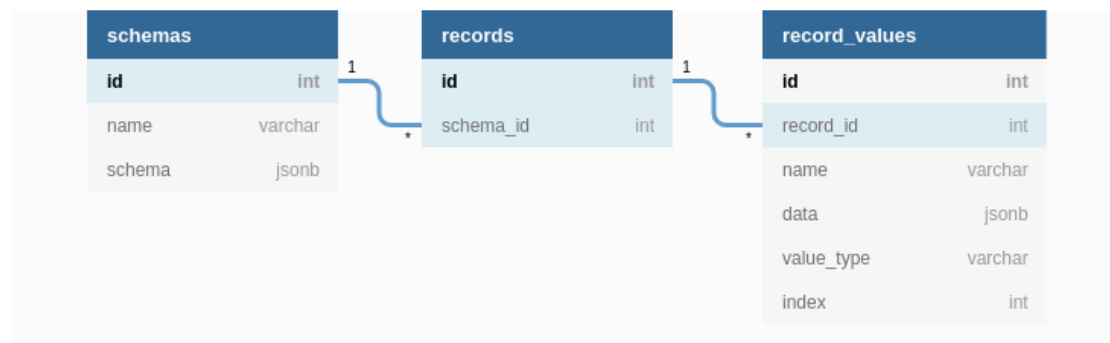 schemas
id int
name varchar
schema jsonb
1
*
records
id int
schema_id int
1
*
record_values
id int
record_id int
name varchar
data jsonb
value_type varchar
index int